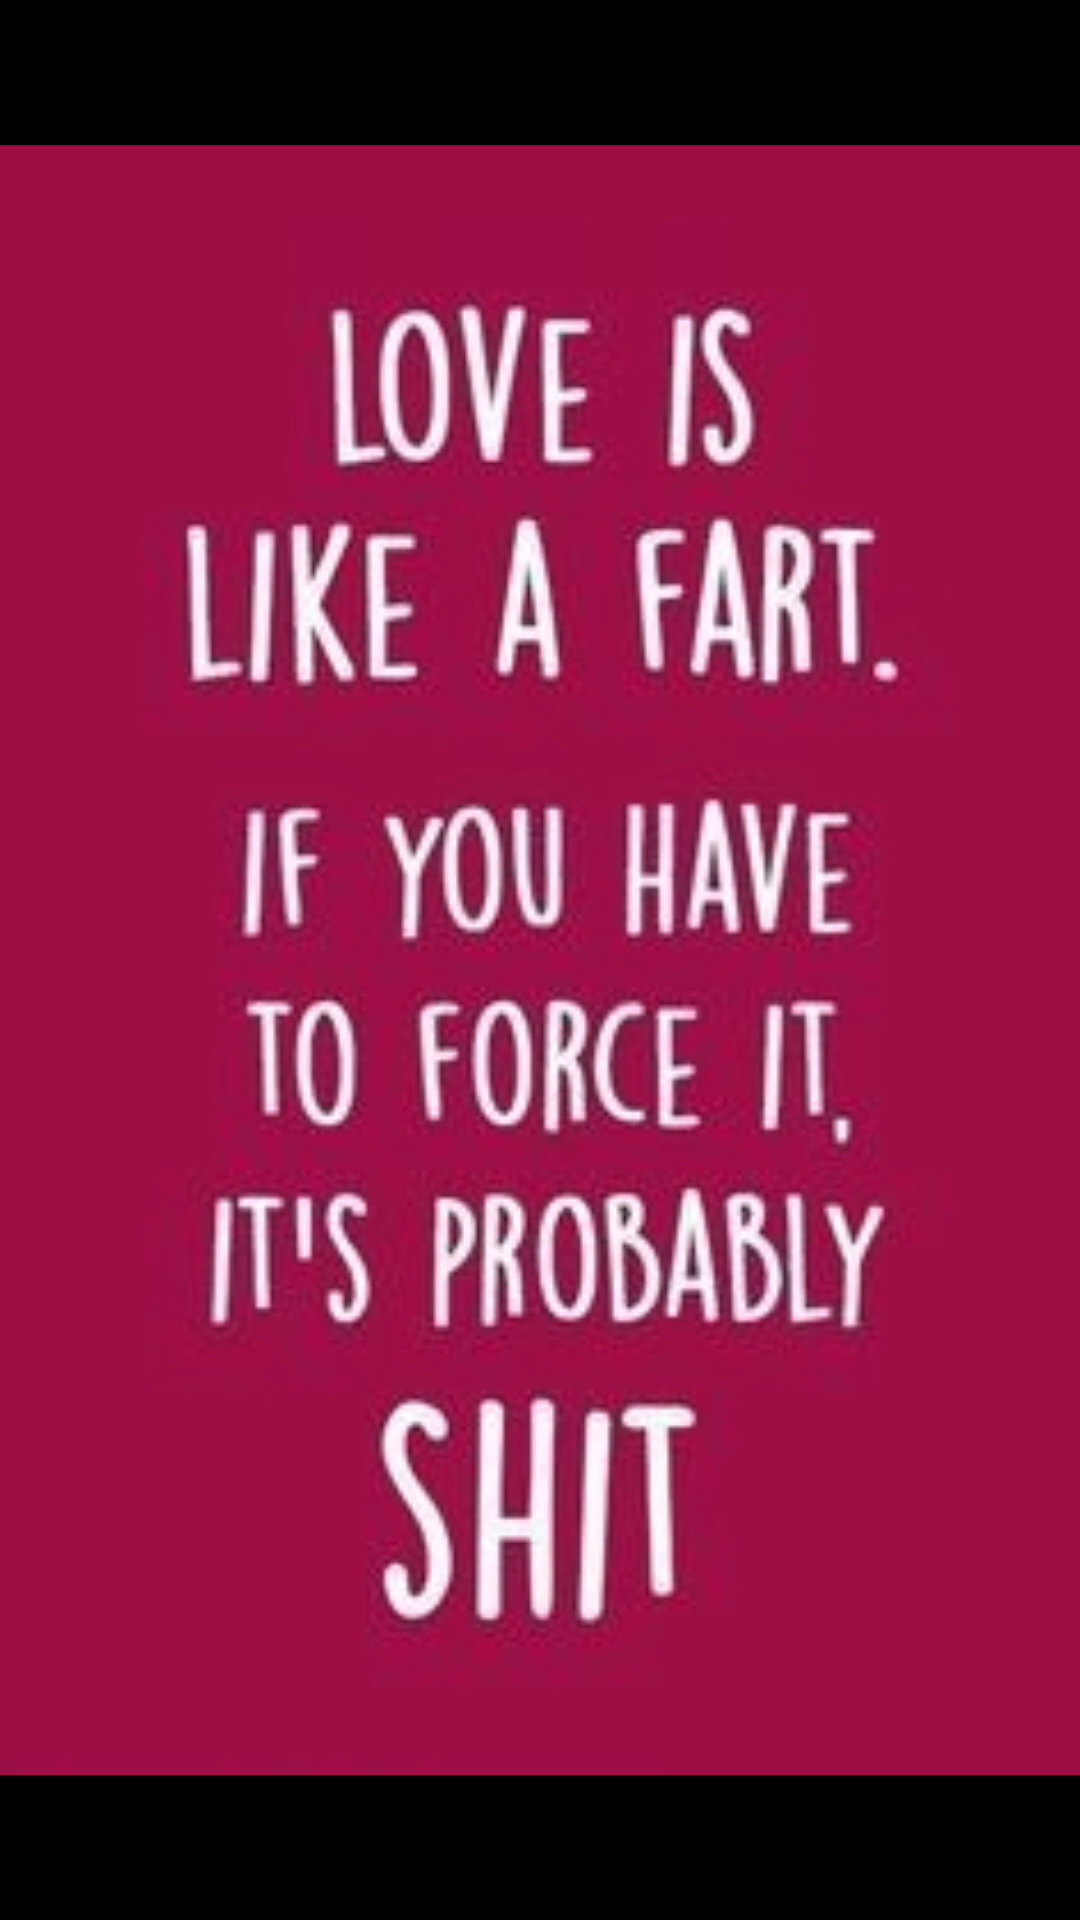 LOVE IS
LIKE A FART.
IF YOU HAVE
TO FORCE IT,
IT'S PROBABLY
SHIT